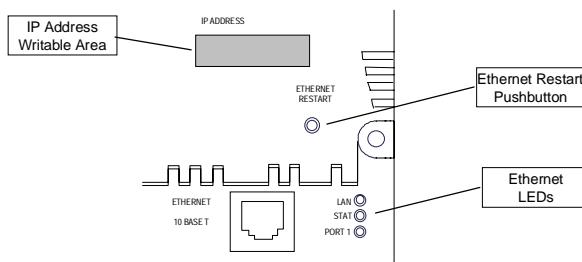 IP Address
Writable Area
IP ADDRESS
ETHERNET
RESTART
Ethernet Restart
Pushbutton
ETHERNET
10 BASE T
LAN
STAT
PORT 1
Ethernet
LEDs